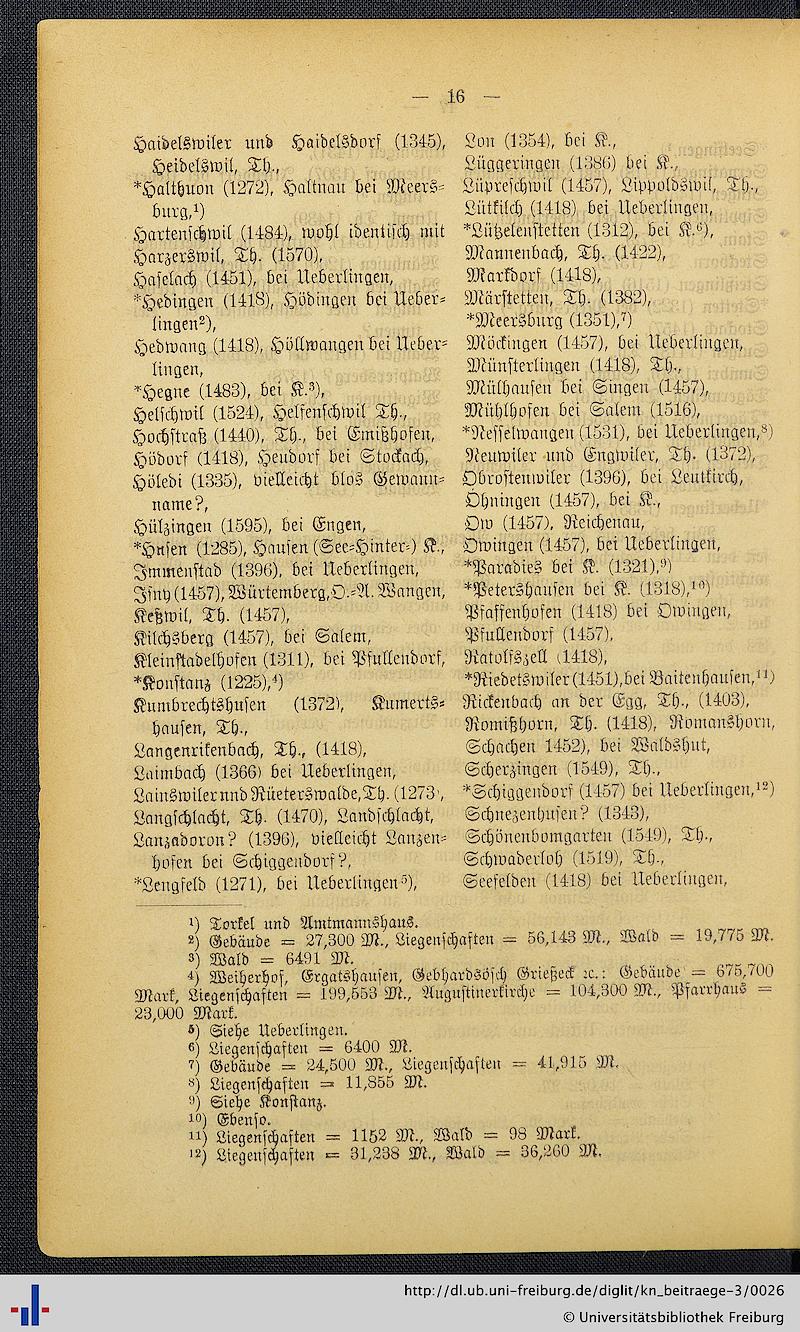 — 16 —
Haidelswiler und Haidelsdorf (1345),
Heidelswil, Th.,
*Halthuon (1272), Haltnau bei Meers-
burg,¹)
Hartenschwil (1484), wohl identisch mit
Harzerswil, Th. (1570),
Haselach (1451), bei Ueberlingen,
*Hedingen (1418), Hödingen bei Ueber-
lingen²),
Hedwang (1418), Höllwangen bei Ueber-
lingen,
*Hegne (1483), bei K.³),
Helschwil (1524), Helfenschwil Th.,
Hochstraß (1440), Th., bei Emißhofen,
Hödorf (1418), Heudorf bei Stockach,
Höledi (1335), vielleicht blos Gewann-
name?,
Hülzingen (1595), bei Engen,
*Husen (1285), Hausen (See-Hinter-) K.,
Immenstad (1396), bei Ueberlingen,
Isny (1457), Würtemberg, O.-A. Wangen,
Keßwil, Th. (1457),
Kilchsberg (1457), bei Salem,
Kleinstadelhofen (1311), bei Pfullendorf,
*Konstanz (1225),⁴)
Kumbrechtshusen (1372), Kumerts-
hausen, Th.,
Langenrikenbach, Th., (1418),
Laimbach (1366) bei Ueberlingen,
Lainswiler und Rüeterswalde, Th. (1273),
Langschlacht, Th. (1470), Landschlacht,
Lanzadoron? (1396), vielleicht Lanzen-
hofen bei Schiggendorf?,
*Lengfeld (1271), bei Ueberlingen⁵),
Lon (1354), bei K.,
Lüggeringen (1386) bei K.,
Lüpreschwil (1457), Lippoldswil, Th.,
Lütkilch (1418) bei Ueberlingen,
*Lützelenstetten (1312), bei K.⁶),
Mannenbach, Th. (1422),
Markdorf (1418),
Märstetten, Th. (1382),
*Meersburg (1351),⁷)
Möckingen (1457), bei Ueberlingen,
Münsterlingen (1418), Th.,
Mülhausen bei Singen (1457),
Mühlhofen bei Salem (1516),
*Nesselwangen (1531), bei Ueberlingen,⁸)
Neuwiler und Engwiler, Th. (1372),
Obrostenwiler (1396), bei Leutkirch,
Öhningen (1457), bei K.,
Ow (1457), Reichenau,
Owingen (1457), bei Ueberlingen,
*Paradies bei K. (1321),⁹)
*Petershausen bei K. (1318),¹⁰)
Pfaffenhofen (1418) bei Owingen,
Pfullendorf (1457),
Ratolfszell (1418),
*Riedetswiler (1451), bei Baitenhausen,¹¹)
Rickenbach an der Egg, Th., (1403),
Romißhorn, Th. (1418), Romanshorn,
Schachen 1452), bei Waldshut,
Scherzingen (1549), Th.,
*Schiggendorf (1457) bei Ueberlingen,¹²)
Schnezenhusen? (1343),
Schönenbomgarten (1549), Th.,
Schwaderloh (1519), Th.,
Seefelden (1418) bei Ueberlingen,
¹) Torkel und Amtmannshaus.
²) Gebäude = 27,300 M., Liegenschaften = 56,143 M., Wald = 19,775 M.
³) Wald = 6491 M.
⁴) Weiherhof, Ergatshausen, Gebhardsösch Grießeck ꝛc.: Gebäude = 675,700
Mark, Liegenschaften = 199,553 M., Augustinerkirche = 104,300 M., Pfarrhaus =
23,000 Mark.
⁵) Siehe Ueberlingen.
⁶) Liegenschaften = 6400 M.
⁷) Gebäude = 24,500 M., Liegenschaften = 41,915 M.
⁸) Liegenschaften = 11,855 M.
⁹) Siehe Konstanz.
¹⁰) Ebenso.
¹¹) Liegenschaften = 1152 M., Wald = 98 Mark.
¹²) Liegenschaften = 31,238 M., Wald = 36,260 M.
http://dl.ub.uni-freiburg.de/diglit/kn_beitraege-3/0026
© Universitätsbibliothek Freiburg